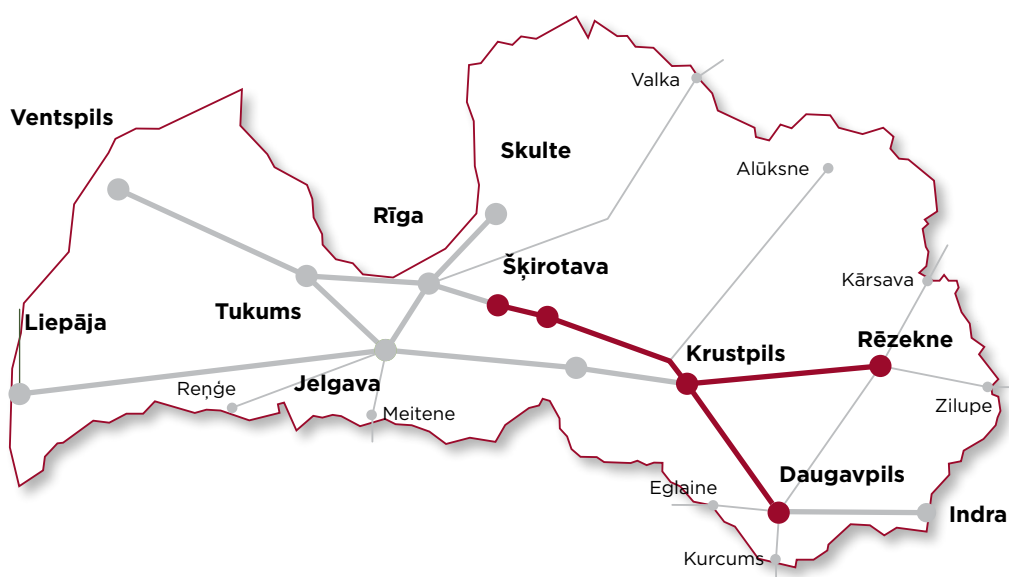 Valka
Ventspils
Skulte
Alūksne
Rīga
Šķirotava
Kārsava
Tukums
Liepāja
Rēzekne
Krustpils
Jelgava
Reņģe
Zilupe
Meitene
Daugavpils
Eglaine
Indra
Kurcums